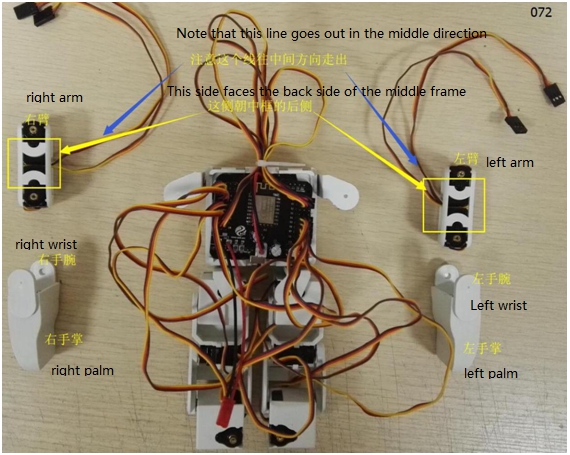 072
Note that this line goes out in the middle direction
注意这个线往中间方向走出
This side faces the back side of the middle frame
这侧朝中框的后侧
right arm
右臂
左臂
left arm
right wrist
右手腕
左手腕
Left wrist
右手掌
左手掌
right palm
left palm